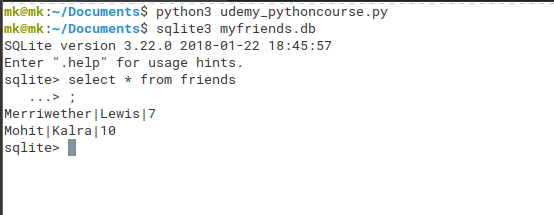 mk@mk:~/Documents$ python3 udemy_pythoncourse.py
mk@mk:~/Documents$ sqlite3 myfriends.db
SQLite version 3.22.0 2018-01-22 18:45:57
Enter ".help" for usage hints.
sqlite> select * from friends
   ...> ;
Merriwether|Lewis|7
Mohit|Kalra|10
sqlite>